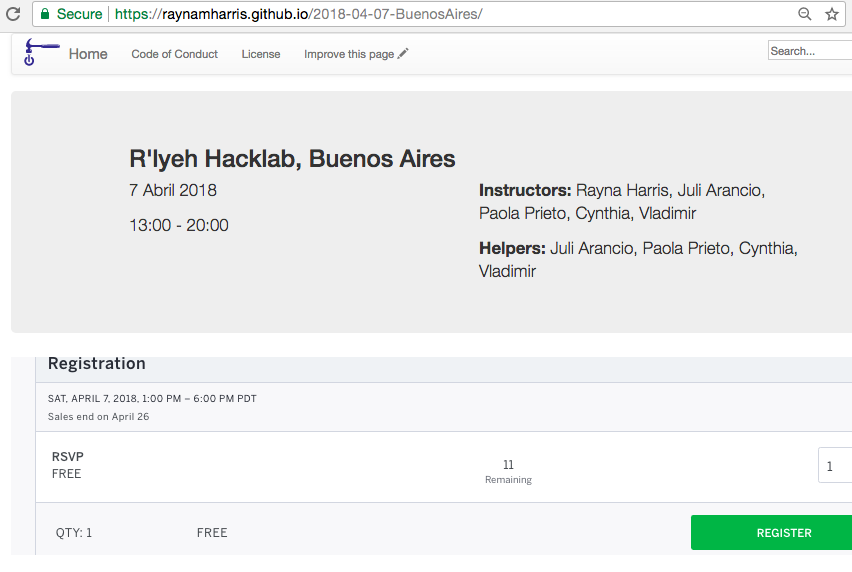 Secure https://raynamharris.github.io/2018-04-07-BuenosAires/
Home Code of Conduct License Improve this page Search...
R'lyeh Hacklab, Buenos Aires
7 Abril 2018
13:00 - 20:00
Instructors: Rayna Harris, Juli Arancio,
Paola Prieto, Cynthia, Vladimir
Helpers: Juli Arancio, Paola Prieto, Cynthia,
Vladimir
Registration
SAT, APRIL 7, 2018, 1:00 PM – 6:00 PM PDT
Sales end on April 26
RSVP
FREE
11
Remaining
1
QTY: 1 FREE REGISTER